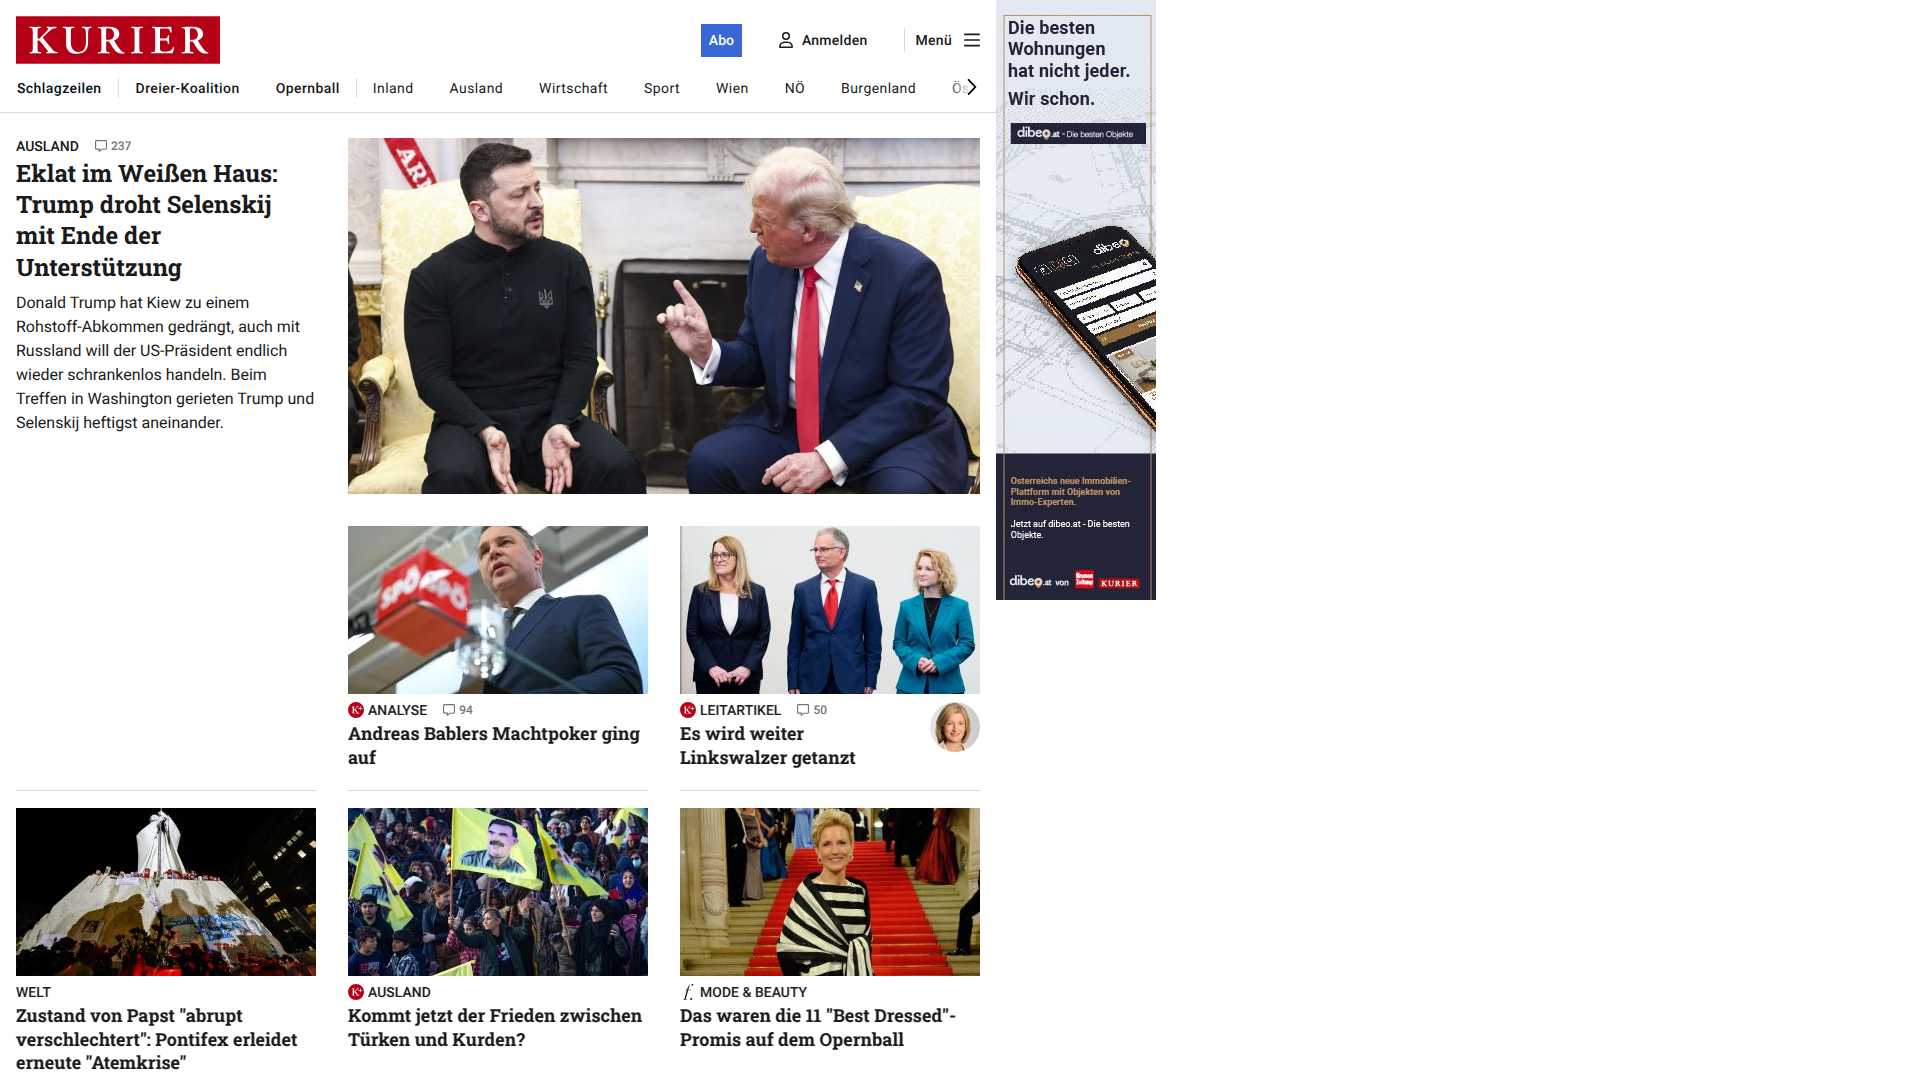 KURIER
Abo
Anmelden
Menü
Schlagzeilen
Dreier-Koalition
Opernball
Inland
Ausland
Wirtschaft
Sport
Wien
NÖ
Burgenland
AUSLAND 237
Eklat im Weißen Haus:
Trump droht Selenskij
mit Ende der
Unterstützung
Donald Trump hat Kiew zu einem
Rohstoff-Abkommen gedrängt, auch mit
Russland will der US-Präsident endlich
wieder schrankenlos handeln. Beim
Treffen in Washington gerieten Trump und
Selenskij heftigst aneinander.
SPÖ
K+ ANALYSE 94
Andreas Bablers Machtpoker ging
auf
K+ LEITARTIKEL 50
Es wird weiter
Linkswalzer getanzt
WELT
Zustand von Papst "abrupt
verschlechtert": Pontifex erleidet
erneute "Atemkrise"
K+ AUSLAND
Kommt jetzt der Frieden zwischen
Türken und Kurden?
f. MODE & BEAUTY
Das waren die 11 "Best Dressed"-
Promis auf dem Opernball
Die besten
Wohnungen
hat nicht jeder.
Wir schon.
dibeo.at - Die besten Objekte
dibeo
Österreichs neue Immobilien-
Plattform mit Objekten von
Immo-Experten.
Jetzt auf dibeo.at - Die besten
Objekte.
dibeo.at von Kronen Zeitung KURIER